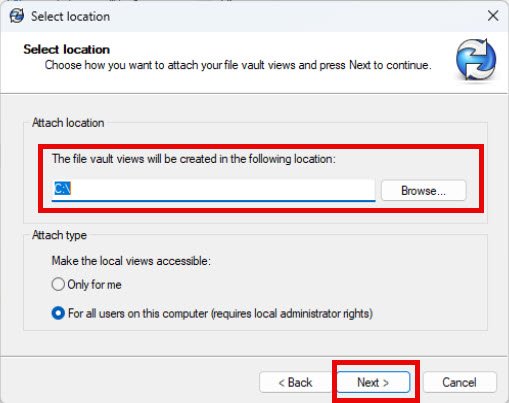 Select location
Select location
Choose how you want to attach your file vault views and press Next to continue.
Attach location
The file vault views will be created in the following location:
C:\
Browse...
Attach type
Make the local views accessible:
Only for me
For all users on this computer (requires local administrator rights)
< Back
Next >
Cancel